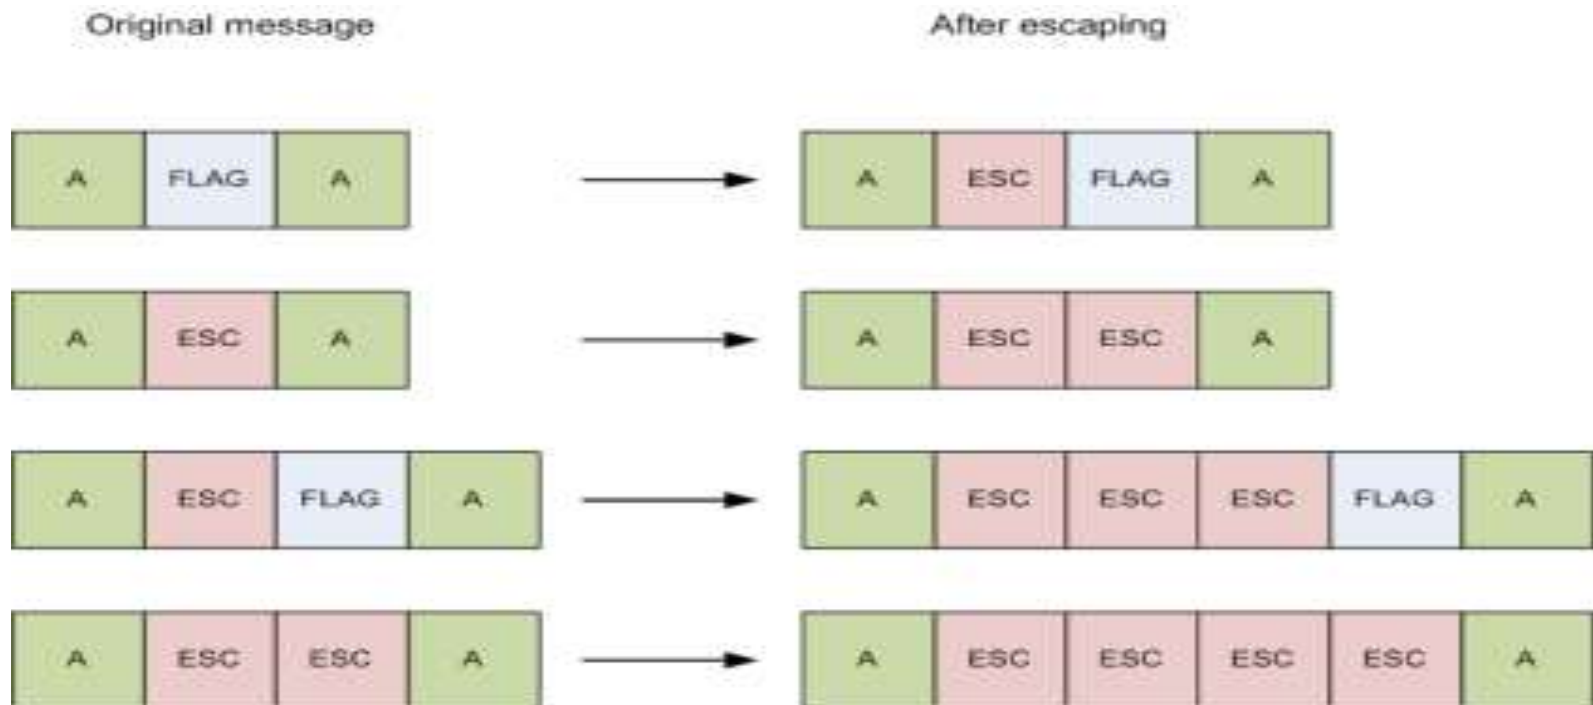 Original message After escaping
A FLAG A A ESC FLAG A
A ESC A A ESC ESC A
A ESC FLAG A A ESC ESC ESC FLAG A
A ESC ESC A A ESC ESC ESC ESC A